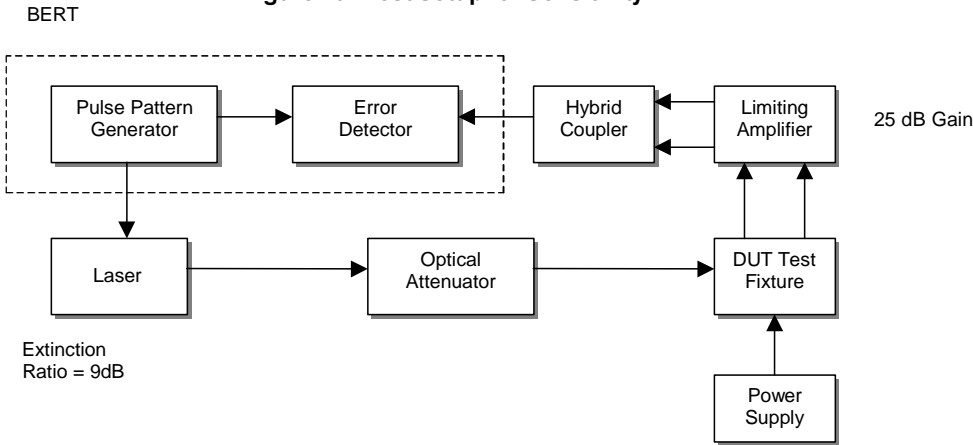 BERT
Pulse Pattern
Generator
Error
Detector
Hybrid
Coupler
Limiting
Amplifier
25 dB Gain
Laser
Optical
Attenuator
DUT Test
Fixture
Extinction
Ratio = 9dB
Power
Supply